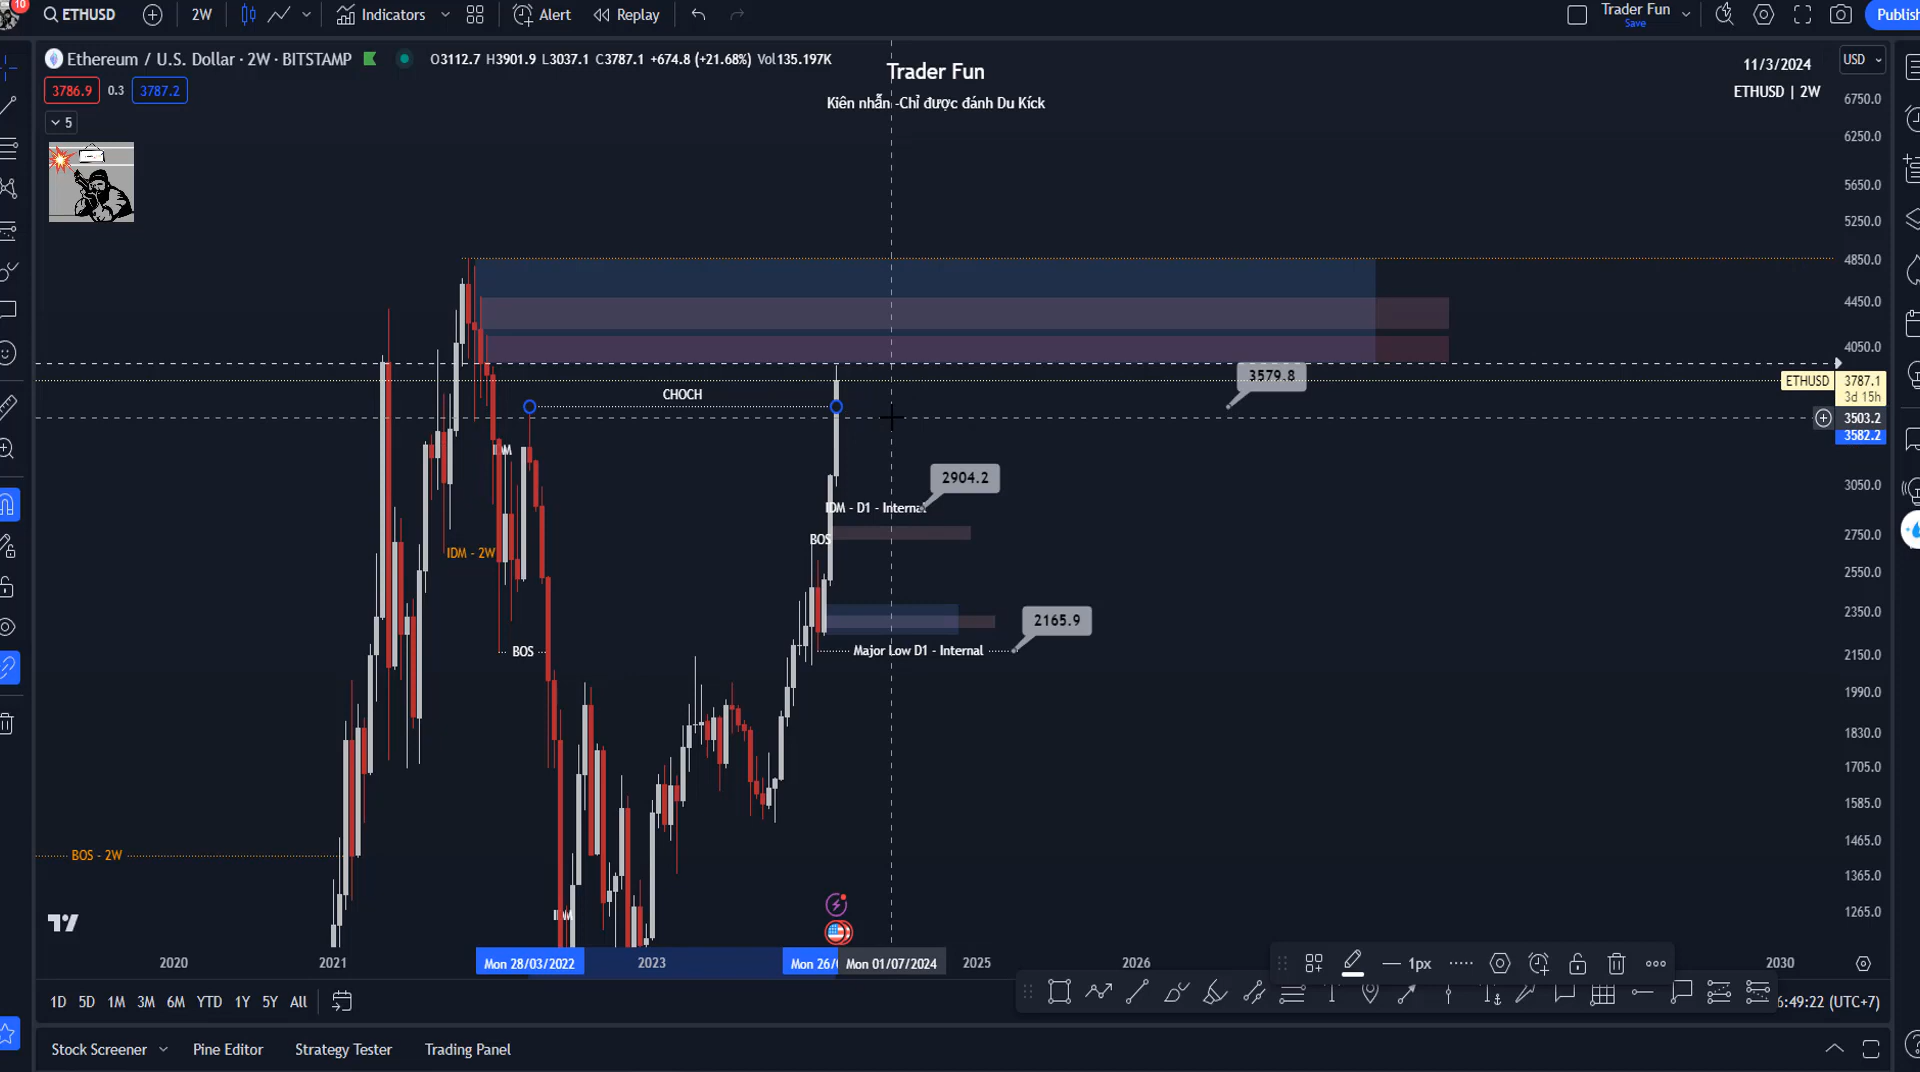 10
ETHUSD
2W
Indicators
Alert
Replay
Trader Fun
Save
Publish
Ethereum / U.S. Dollar · 2W · BITSTAMP
O3112.7 H3901.9 L3037.1 C3787.1 +674.8 (+21.68%) Vol135.197K
Trader Fun
Kiên nhẫn -Chỉ được đánh Du Kích
11/3/2024
ETHUSD | 2W
USD
3786.9
0.3
3787.2
5
6750.0
6250.0
5650.0
5250.0
4850.0
4450.0
4050.0
ETHUSD
3787.1
3d 15h
3503.2
3582.2
3050.0
2750.0
2550.0
2350.0
2150.0
1990.0
1830.0
1705.0
1585.0
1465.0
1365.0
1265.0
3579.8
CHOCH
IDM
2904.2
IDM - D1 - Internal
BOS
IDM - 2W
2165.9
BOS
Major Low D1 - Internal
BOS - 2W
IDM
2020
2021
Mon 28/03/2022
2023
Mon 26/
Mon 01/07/2024
2025
2026
2030
1px
1D
5D
1M
3M
6M
YTD
1Y
5Y
All
6:49:22 (UTC+7)
Stock Screener
Pine Editor
Strategy Tester
Trading Panel